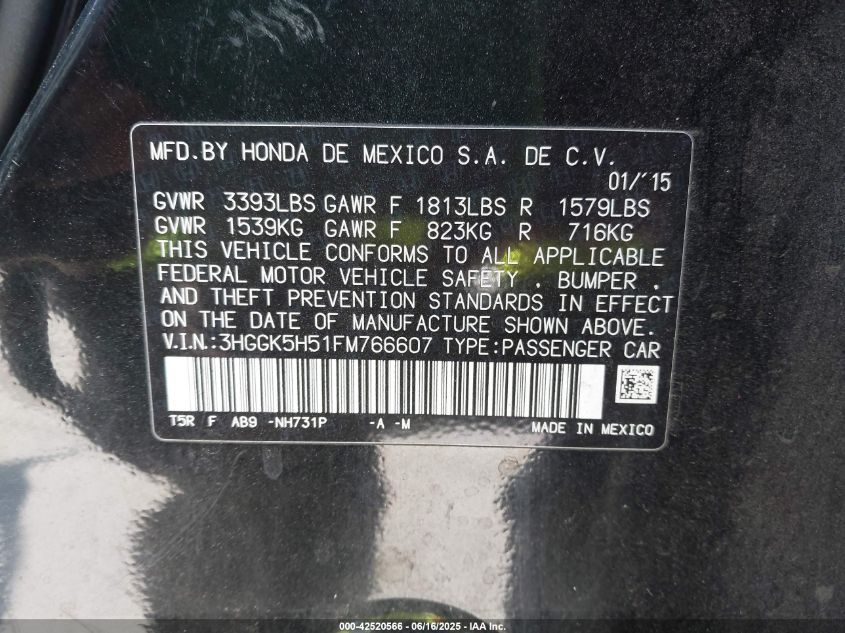 MFD.BY HONDA DE MEXICO S.A. DE C.V.
01/'15
GVWR 3393LBS GAWR F 1813LBS R 1579LBS
GVWR 1539KG GAWR F 823KG R 716KG
THIS VEHICLE CONFORMS TO ALL APPLICABLE
FEDERAL MOTOR VEHICLE SAFETY . BUMPER .
AND THEFT PREVENTION STANDARDS IN EFFECT
ON THE DATE OF MANUFACTURE SHOWN ABOVE.
V.I.N.:3HGGK5H51FM766607 TYPE:PASSENGER CAR
T5R F AB9 -NH731P -A -M
MADE IN MEXICO
000-42520566 - 06/16/2025 - IAA Inc.